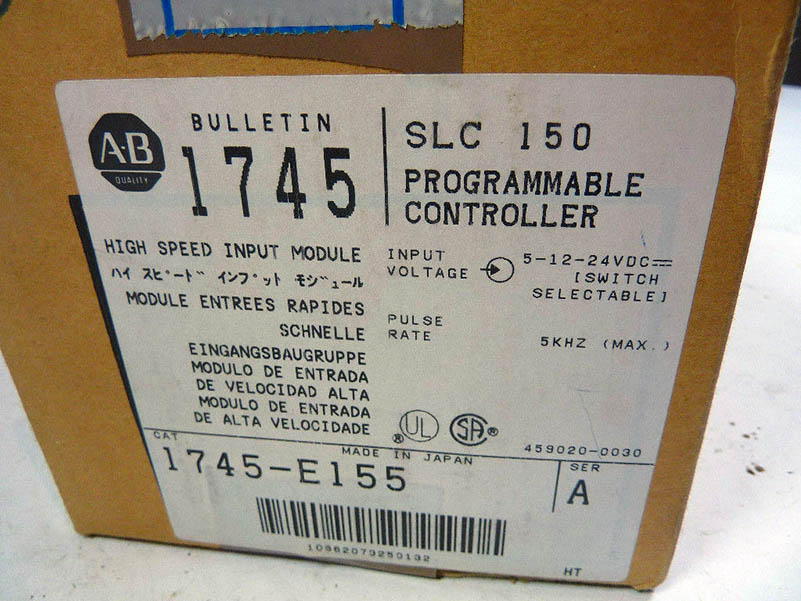 A·B
QUALITY
BULLETIN
1745
SLC 150
PROGRAMMABLE
CONTROLLER
HIGH SPEED INPUT MODULE
ハイ スピード インプット モジュール
MODULE ENTREES RAPIDES
SCHNELLE
EINGANGSBAUGRUPPE
MODULO DE ENTRADA
DE VELOCIDAD ALTA
MODULO DE ENTRADA
DE ALTA VELOCIDADE
INPUT
VOLTAGE
5-12-24VDC
[SWITCH
SELECTABLE]
PULSE
RATE
5KHZ (MAX.)
UL ®
SA ®
459020-0030
CAT
MADE IN JAPAN
1745-E155
SER
A
10962073250132
HT